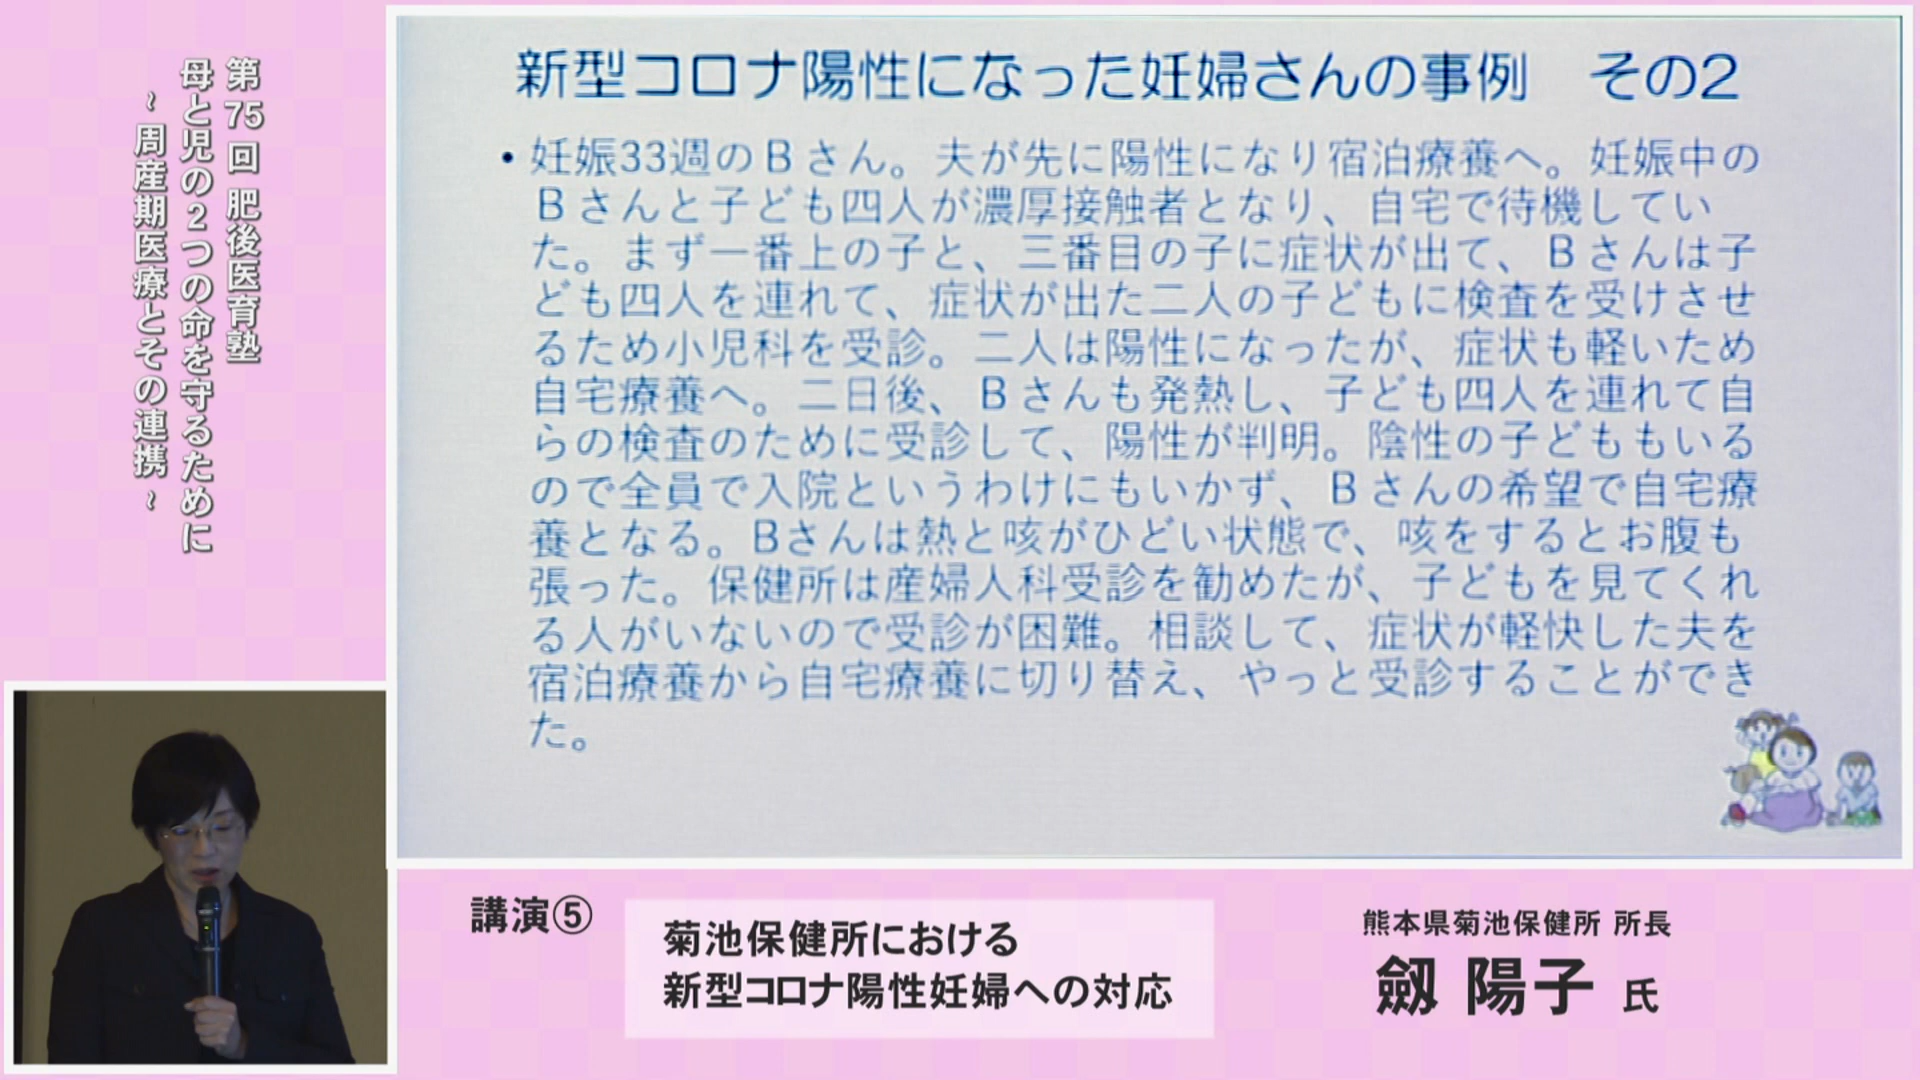 第75回 肥後医育塾
母と児の2つの命を守るために
~周産期医療とその連携~
新型コロナ陽性になった妊婦さんの事例 その2
• 妊娠33週のBさん。夫が先に陽性になり宿泊療養へ。妊娠中の
Bさんと子ども四人が濃厚接触者となり、自宅で待機してい
た。まず一番上の子と、三番目の子に症状が出て、Bさんは子
ども四人を連れて、症状が出た二人の子どもに検査を受けさせ
るため小児科を受診。二人は陽性になったが、症状も軽いため
自宅療養へ。二日後、Bさんも発熱し、子ども四人を連れて自
らの検査のために受診して、陽性が判明。陰性の子どももいる
ので全員で入院というわけにもいかず、Bさんの希望で自宅療
養となる。Bさんは熱と咳がひどい状態で、咳をするとお腹も
張った。保健所は産婦人科受診を勧めたが、子どもを見てくれ
る人がいないので受診が困難。相談して、症状が軽快した夫を
宿泊療養から自宅療養に切り替え、やっと受診することができ
た。
講演⑤
菊池保健所における
新型コロナ陽性妊婦への対応
熊本県菊池保健所 所長
劔 陽子 氏